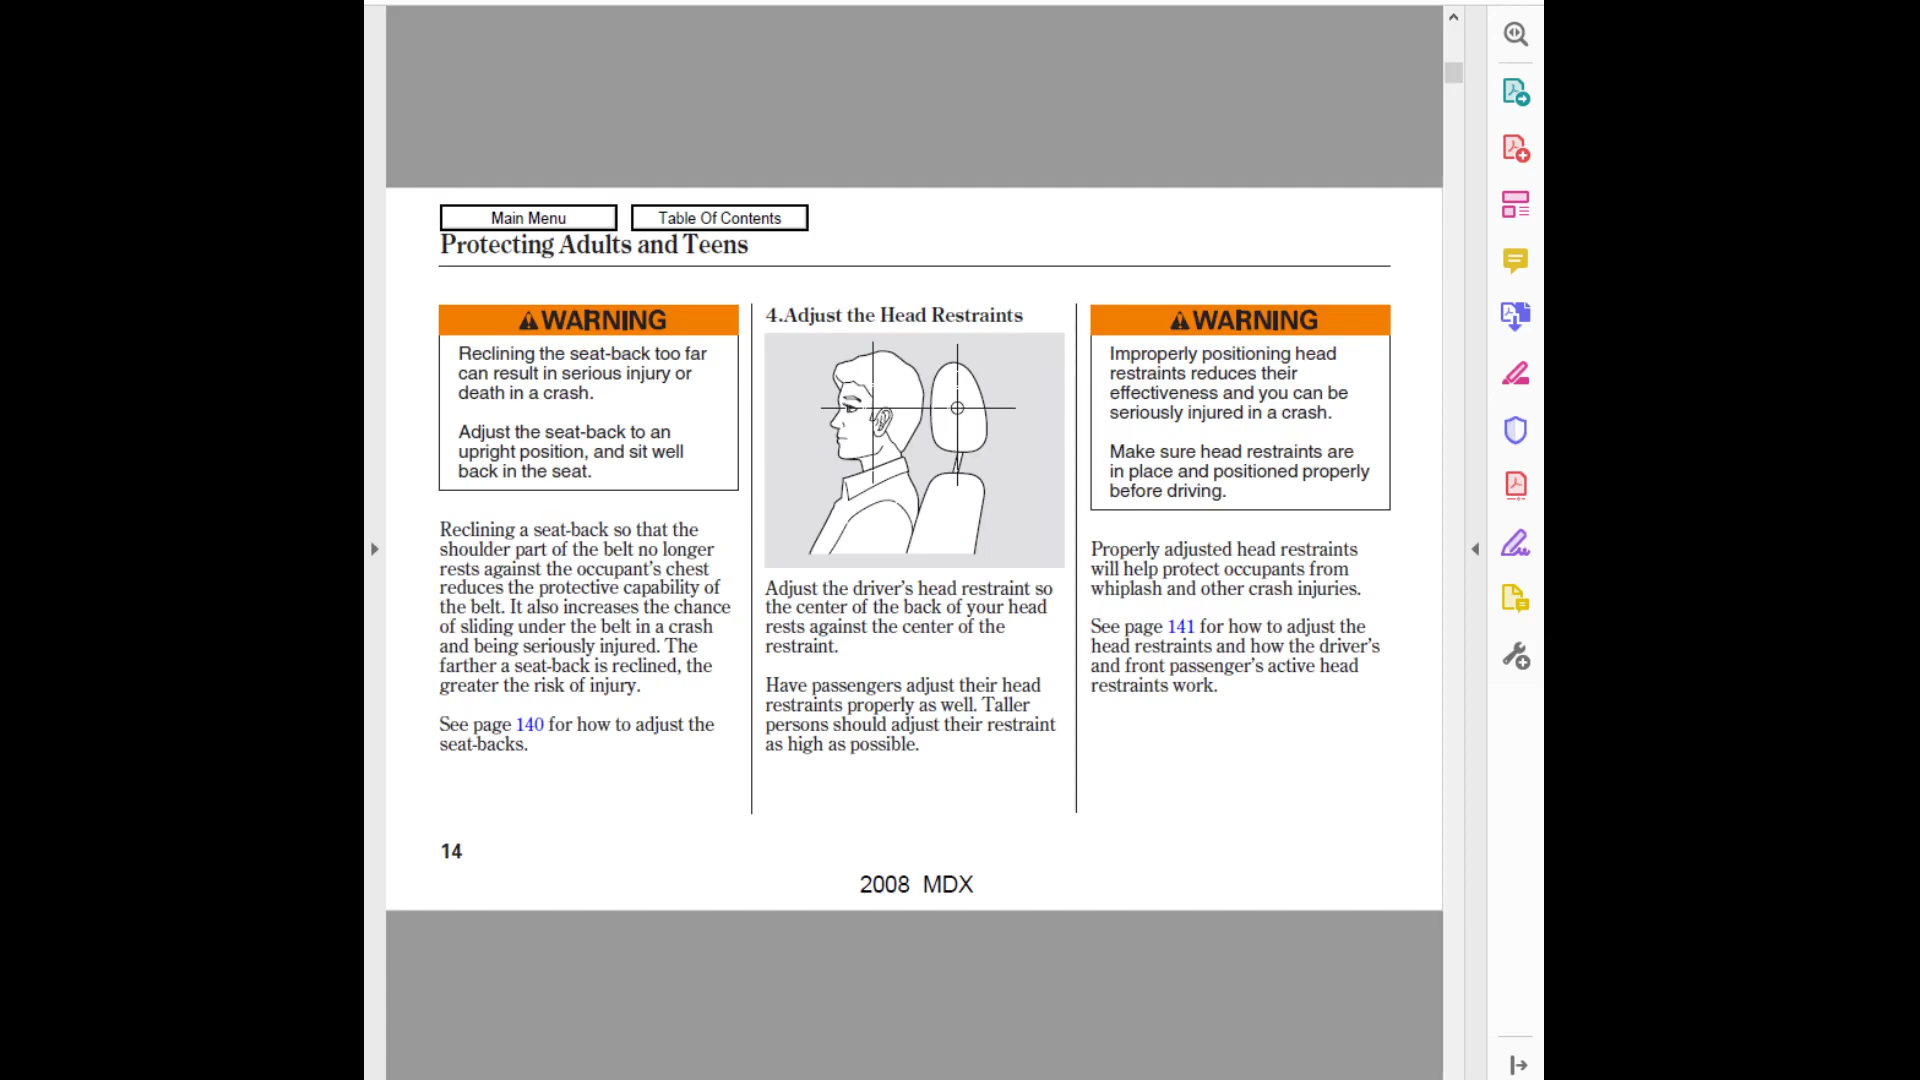 Main Menu
Table Of Contents
Protecting Adults and Teens
WARNING
Reclining the seat-back too far
can result in serious injury or
death in a crash.
Adjust the seat-back to an
upright position, and sit well
back in the seat.
Reclining a seat-back so that the
shoulder part of the belt no longer
rests against the occupant's chest
reduces the protective capability of
the belt. It also increases the chance
of sliding under the belt in a crash
and being seriously injured. The
farther a seat-back is reclined, the
greater the risk of injury.
See page 140 for how to adjust the
seat-backs.
4.Adjust the Head Restraints
Adjust the driver's head restraint so
the center of the back of your head
rests against the center of the
restraint.
Have passengers adjust their head
restraints properly as well. Taller
persons should adjust their restraint
as high as possible.
WARNING
Improperly positioning head
restraints reduces their
effectiveness and you can be
seriously injured in a crash.
Make sure head restraints are
in place and positioned properly
before driving.
Properly adjusted head restraints
will help protect occupants from
whiplash and other crash injuries.
See page 141 for how to adjust the
head restraints and how the driver's
and front passenger's active head
restraints work.
14
2008 MDX